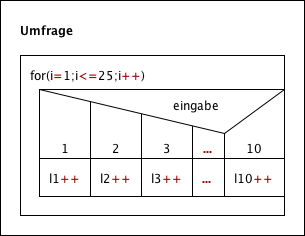 Umfrage
for(i=1;i<=25;i++)
eingabe
1 2 3 ... 10
l1++ l2++ l3++ ... l10++